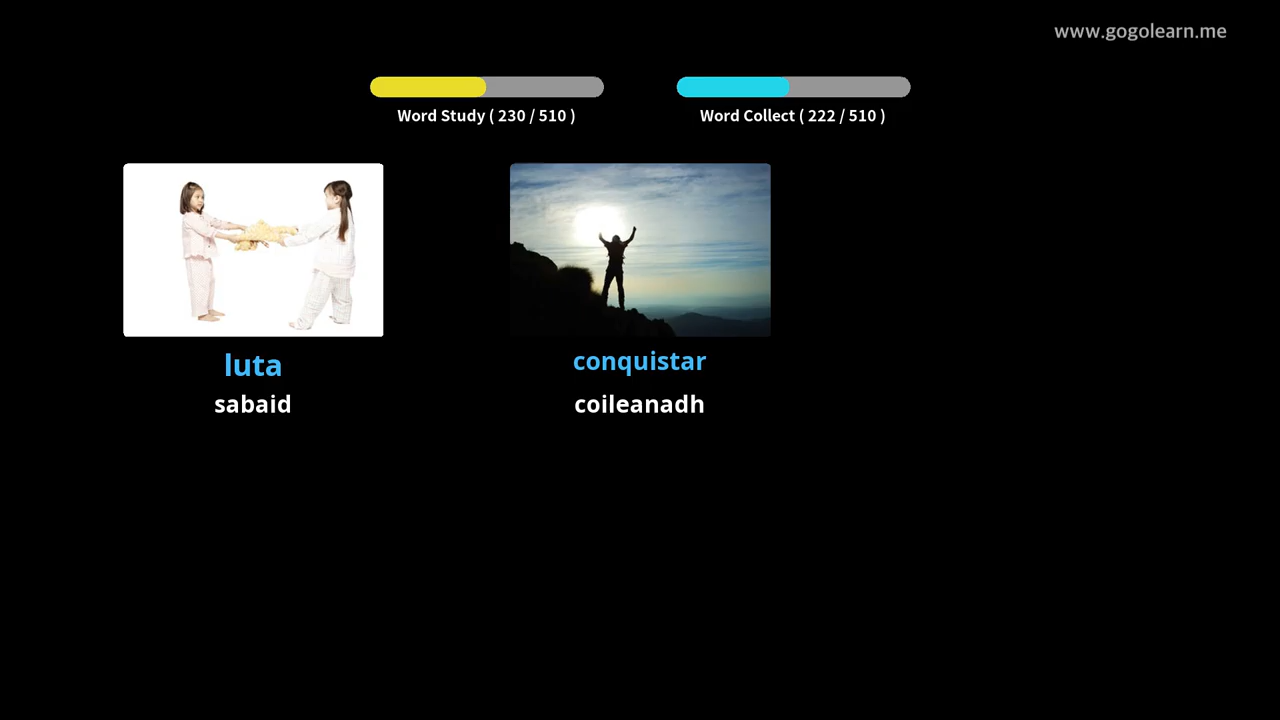 www.gogolearn.me
Word Study ( 230 / 510 )
Word Collect ( 222 / 510 )
luta
sabaid
conquistar
coileanadh